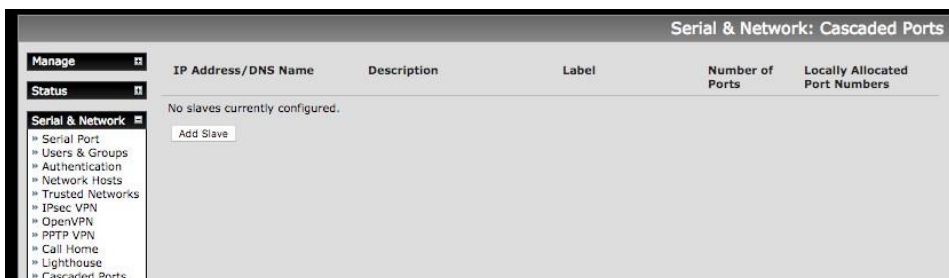 Serial & Network: Cascaded Ports
Manage
Status
Serial & Network
» Serial Port
» Users & Groups
» Authentication
» Network Hosts
» Trusted Networks
» IPsec VPN
» OpenVPN
» PPTP VPN
» Call Home
» Lighthouse
» Cascaded Ports
IP Address/DNS Name Description Label Number of Ports Locally Allocated Port Numbers
No slaves currently configured.
Add Slave